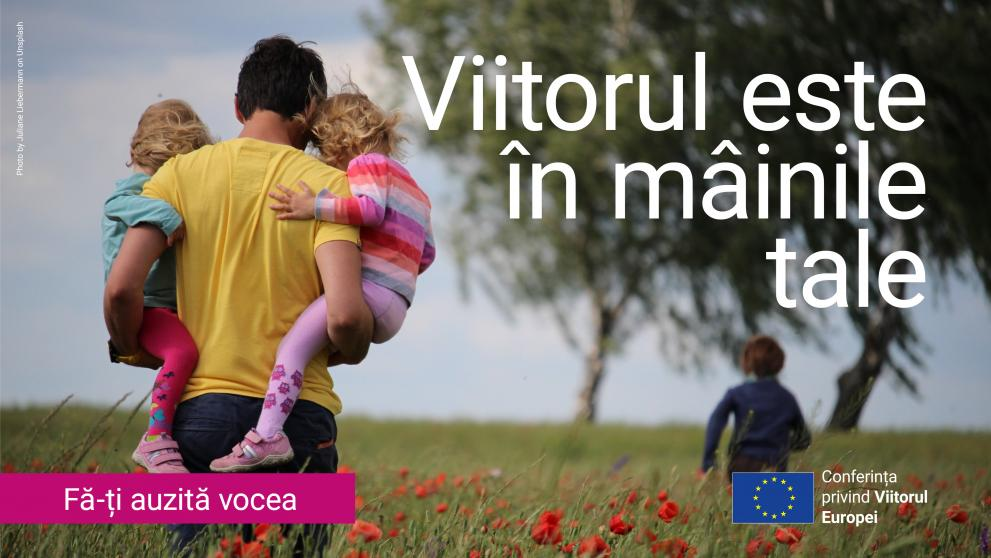 Photo by Juliane Liebermann on Unsplash
Viitorul este
în mâinile
tale
Fă-ți auzită vocea
Conferința
privind Viitorul
Europei